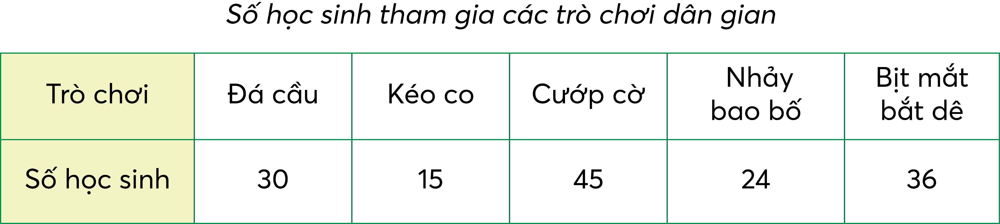 Số học sinh tham gia các trò chơi dân gian
Trò chơi Đá cầu Kéo co Cướp cờ Nhảy bao bố Bịt mắt bắt dê
Số học sinh 30 15 45 24 36